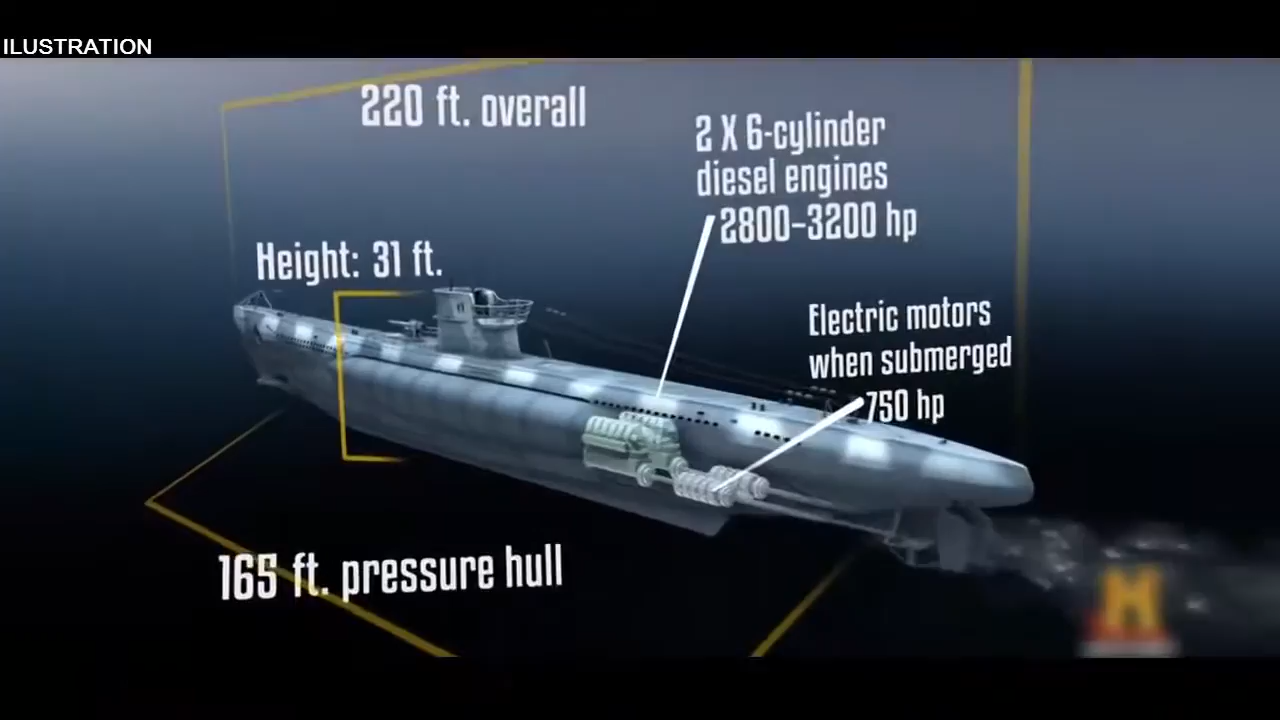 ILUSTRATION
220 ft. overall
2 X 6-cylinder
diesel engines
2800-3200 hp
Height: 31 ft.
Electric motors
when submerged
750 hp
165 ft. pressure hull
H